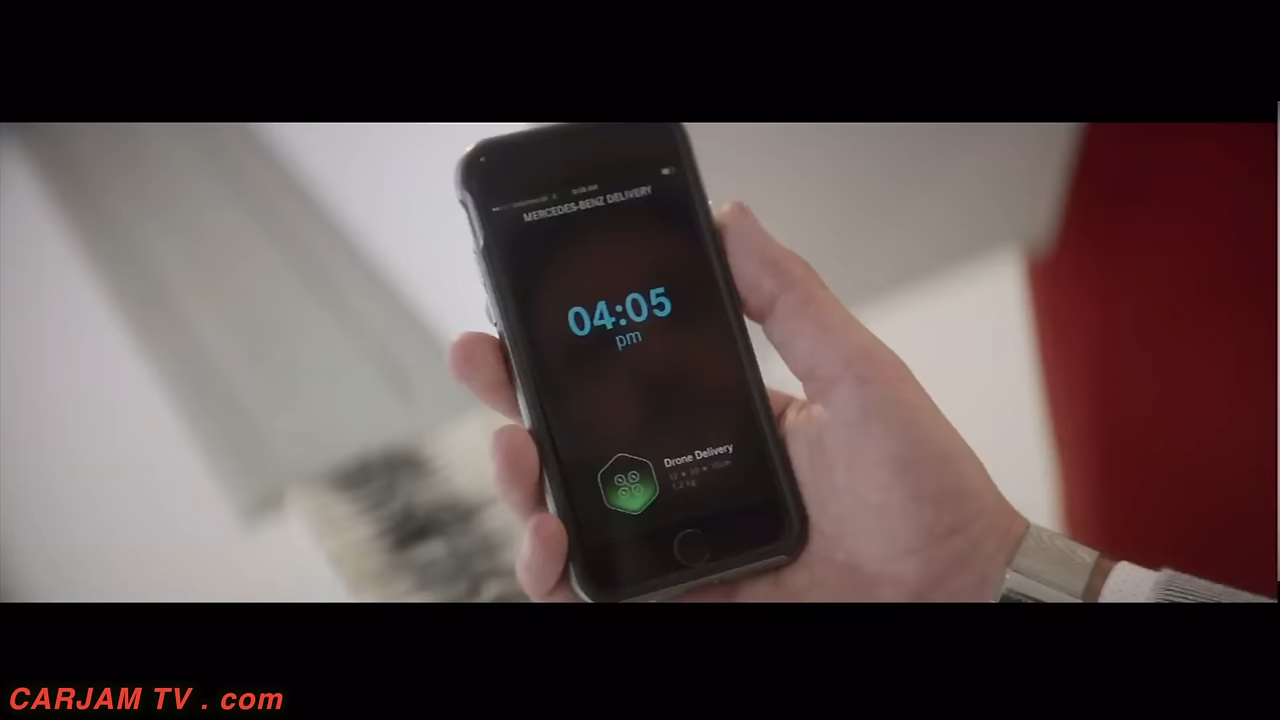 MERCEDES-BENZ DELIVERY
04:05
pm
Drone Delivery
CARJAM TV . com